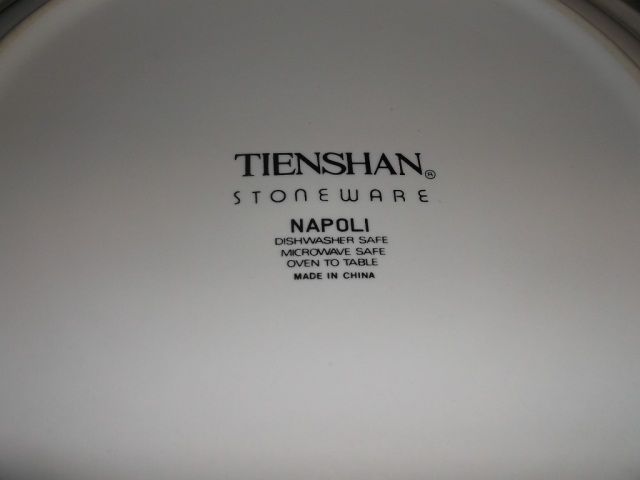 TIENSHAN®
STONEWARE
NAPOLI
DISHWASHER SAFE
MICROWAVE SAFE
OVEN TO TABLE
MADE IN CHINA